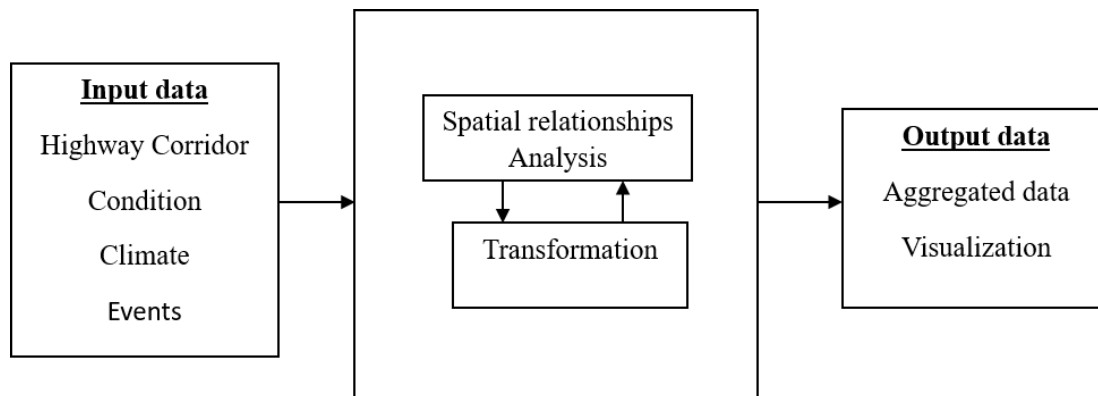 Input data
Highway Corridor
Condition
Climate
Events
Spatial relationships
Analysis
Transformation
Output data
Aggregated data
Visualization